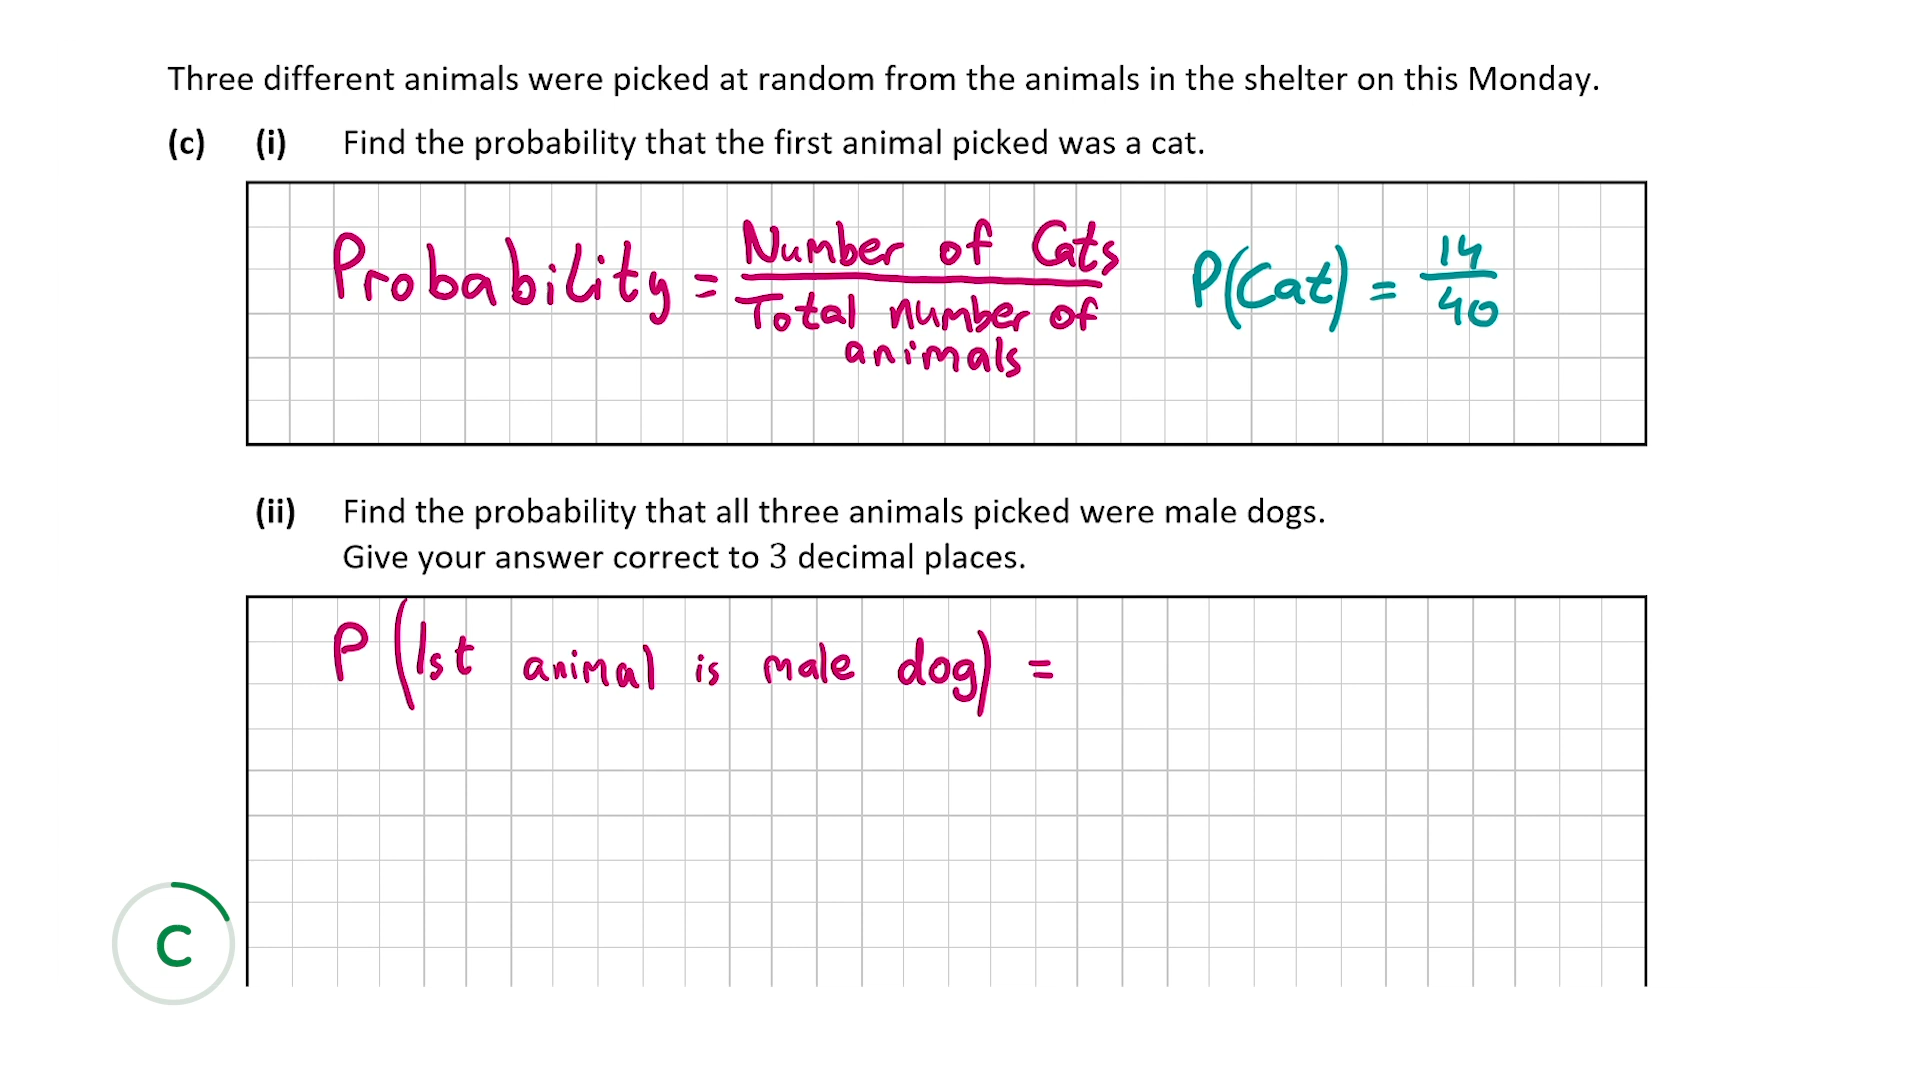 Three different animals were picked at random from the animals in the shelter on this Monday.
(c) (i) Find the probability that the first animal picked was a cat.
Probability = Number of Cats / Total number of animals P(Cat) = 14/40
(ii) Find the probability that all three animals picked were male dogs.
Give your answer correct to 3 decimal places.
P(1st animal is male dog) =
C